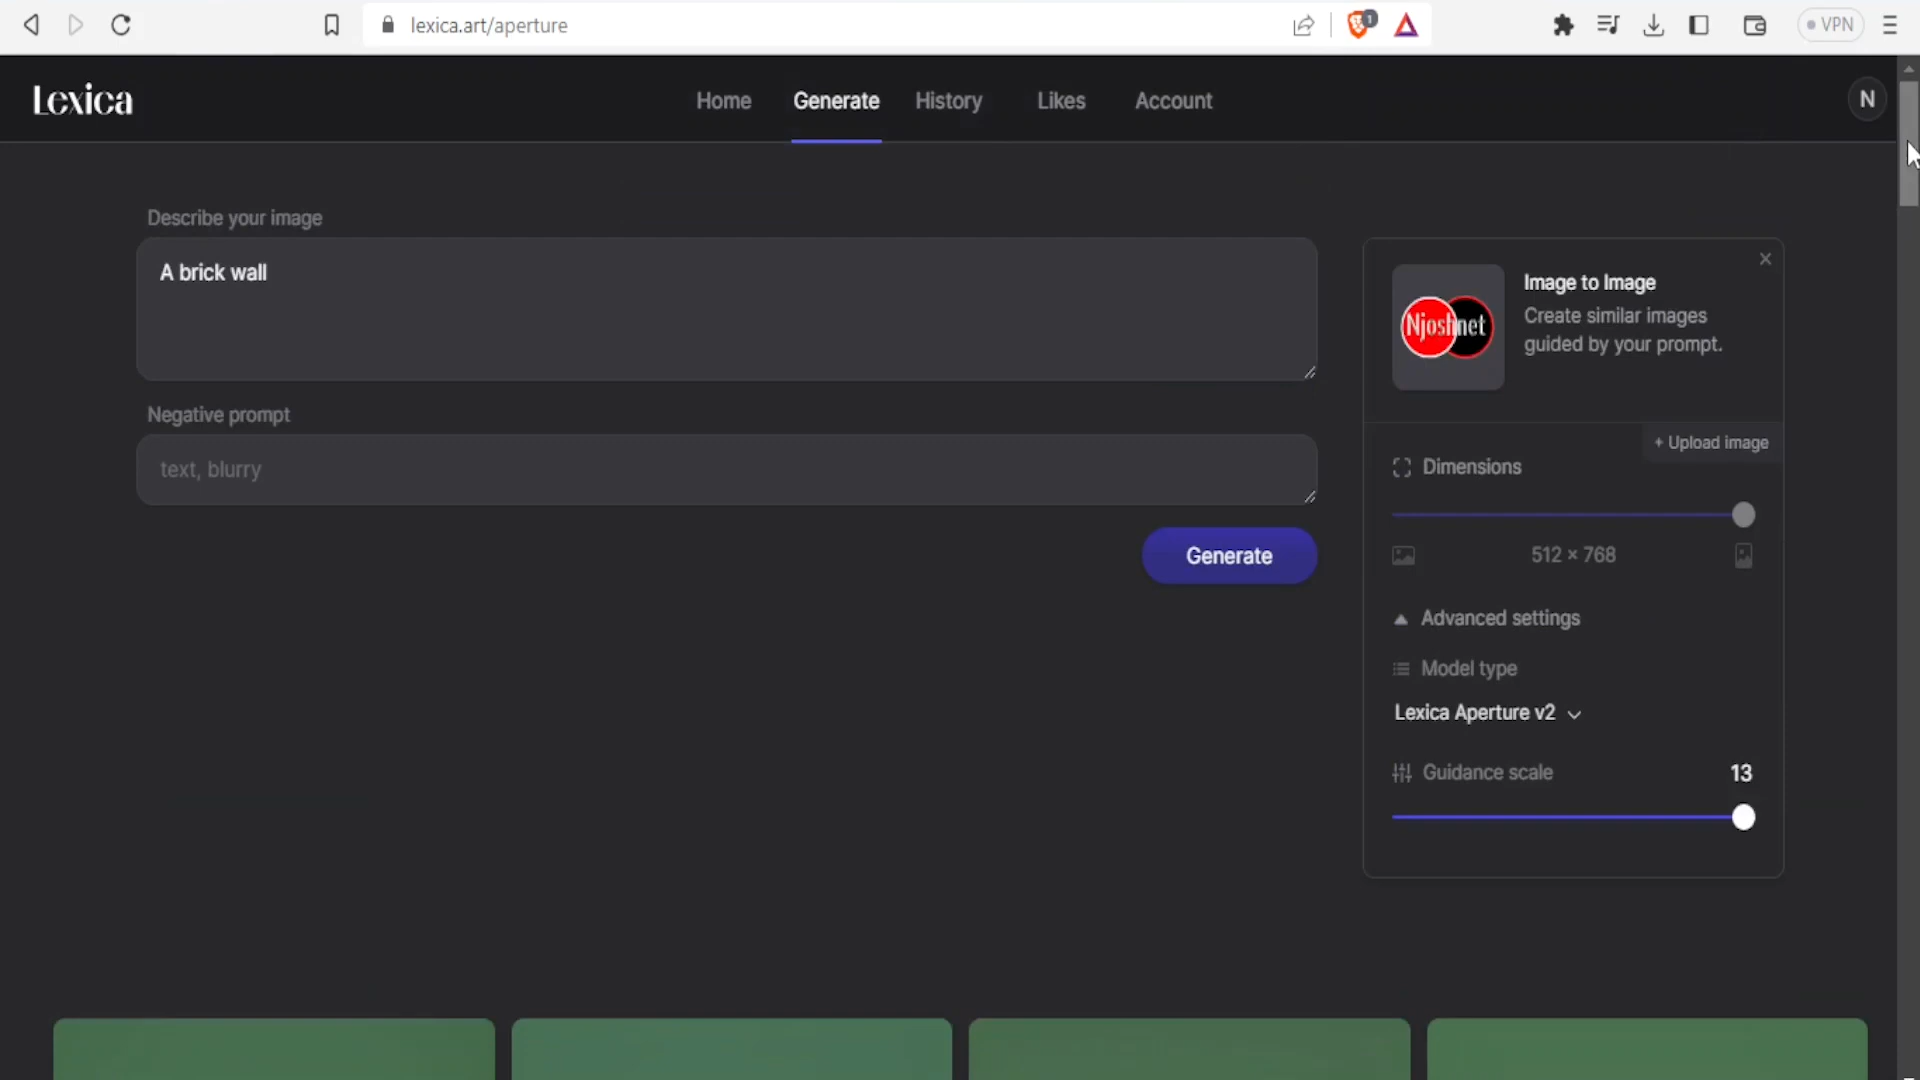 lexica.art/aperture
1
VPN
Lexica
Home
Generate
History
Likes
Account
N
Describe your image
A brick wall
Negative prompt
text, blurry
Generate
Njoshnet
Image to Image
Create similar images
guided by your prompt.
+ Upload image
Dimensions
512 × 768
Advanced settings
Model type
Lexica Aperture v2
Guidance scale
13